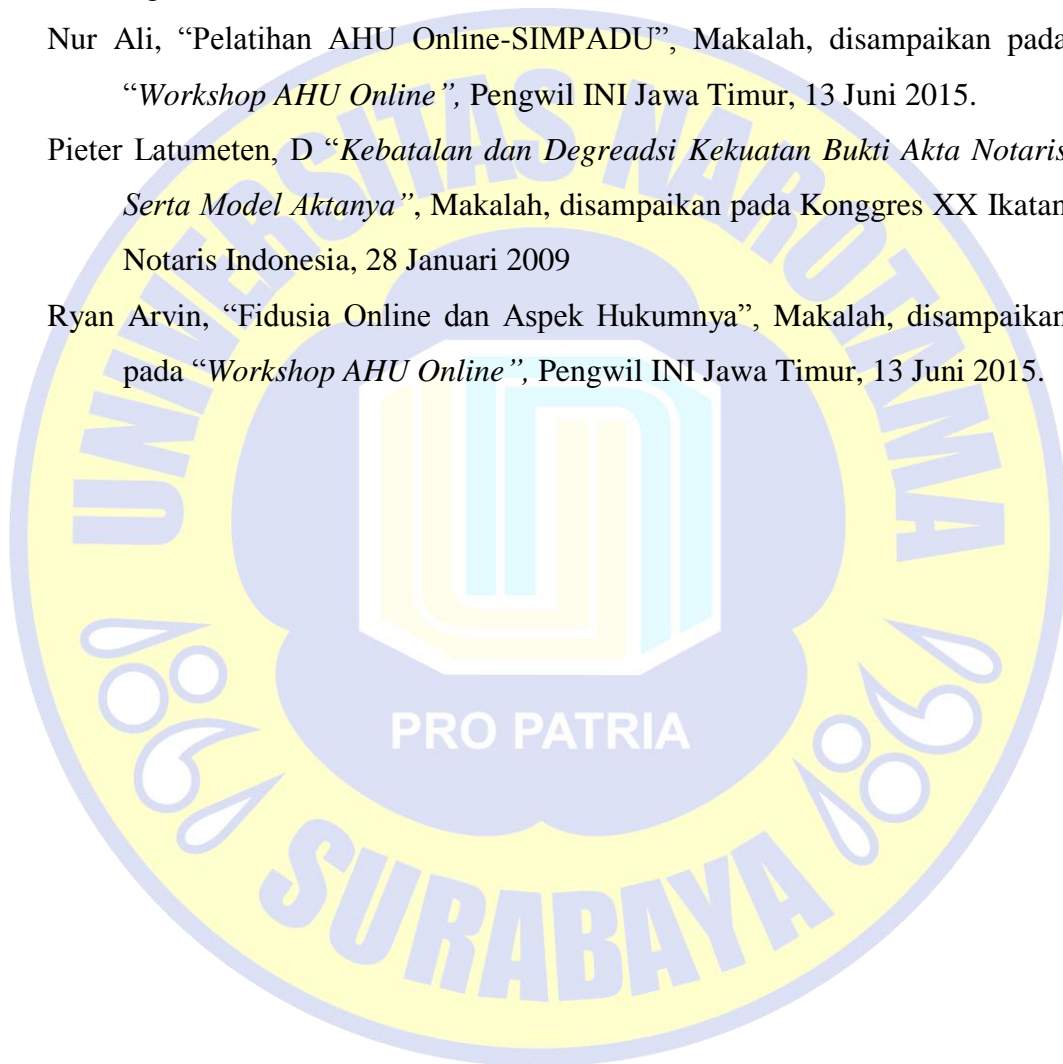 Nur Ali, “Pelatihan AHU Online-SIMPADU”, Makalah, disampaikan pada
“Workshop AHU Online”, Pengwil INI Jawa Timur, 13 Juni 2015.
Pieter Latumeten, D “Kebatalan dan Degreadsi Kekuatan Bukti Akta Notaris
Serta Model Aktanya”, Makalah, disampaikan pada Konggres XX Ikatan
Notaris Indonesia, 28 Januari 2009
Ryan Arvin, “Fidusia Online dan Aspek Hukumnya”, Makalah, disampaikan
pada “Workshop AHU Online”, Pengwil INI Jawa Timur, 13 Juni 2015.
UNIVERSITAS NAROTAMA
PRO PATRIA
SURABAYA